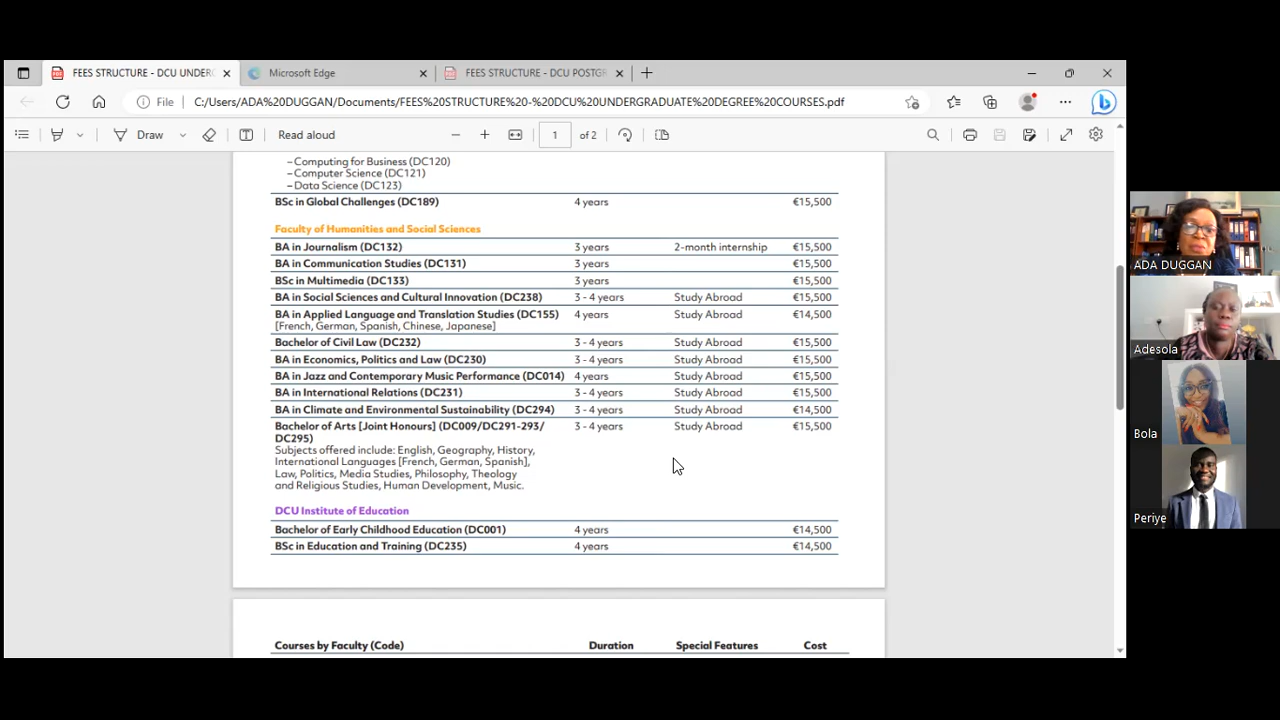 FEES STRUCTURE - DCU UNDERG
Microsoft Edge
FEES STRUCTURE - DCU POSTGR
File
C:/Users/ADA%20DUGGAN/Documents/FEES%20STRUCTURE%20-%20DCU%20UNDERGRADUATE%20DEGREE%20COURSES.pdf
Draw
Read aloud
1 of 2
– Computing for Business (DC120)
– Computer Science (DC121)
– Data Science (DC123)
BSc in Global Challenges (DC189) 4 years €15,500
Faculty of Humanities and Social Sciences
BA in Journalism (DC132) 3 years 2-month internship €15,500
BA in Communication Studies (DC131) 3 years €15,500
BSc in Multimedia (DC133) 3 years €15,500
BA in Social Sciences and Cultural Innovation (DC238) 3 - 4 years Study Abroad €15,500
BA in Applied Language and Translation Studies (DC155) 4 years Study Abroad €14,500
[French, German, Spanish, Chinese, Japanese]
Bachelor of Civil Law (DC232) 3 - 4 years Study Abroad €15,500
BA in Economics, Politics and Law (DC230) 3 - 4 years Study Abroad €15,500
BA in Jazz and Contemporary Music Performance (DC014) 4 years Study Abroad €15,500
BA in International Relations (DC231) 3 - 4 years Study Abroad €15,500
BA in Climate and Environmental Sustainability (DC294) 3 - 4 years Study Abroad €14,500
Bachelor of Arts [Joint Honours] (DC009/DC291-293/ 3 - 4 years Study Abroad €15,500
DC295)
Subjects offered include: English, Geography, History,
International Languages [French, German, Spanish],
Law, Politics, Media Studies, Philosophy, Theology
and Religious Studies, Human Development, Music.
DCU Institute of Education
Bachelor of Early Childhood Education (DC001) 4 years €14,500
BSc in Education and Training (DC235) 4 years €14,500
Courses by Faculty (Code) Duration Special Features Cost
ADA DUGGAN
Adesola
Bola
Periye